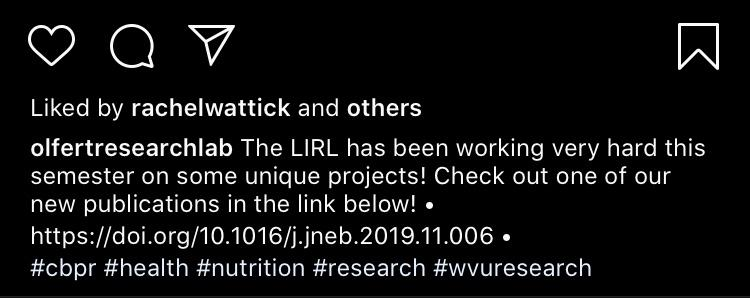 Liked by rachelwattick and others
olfertresearchlab The LIRL has been working very hard this
semester on some unique projects! Check out one of our
new publications in the link below! •
https://doi.org/10.1016/j.jneb.2019.11.006 •
#cbpr #health #nutrition #research #wvuresearch